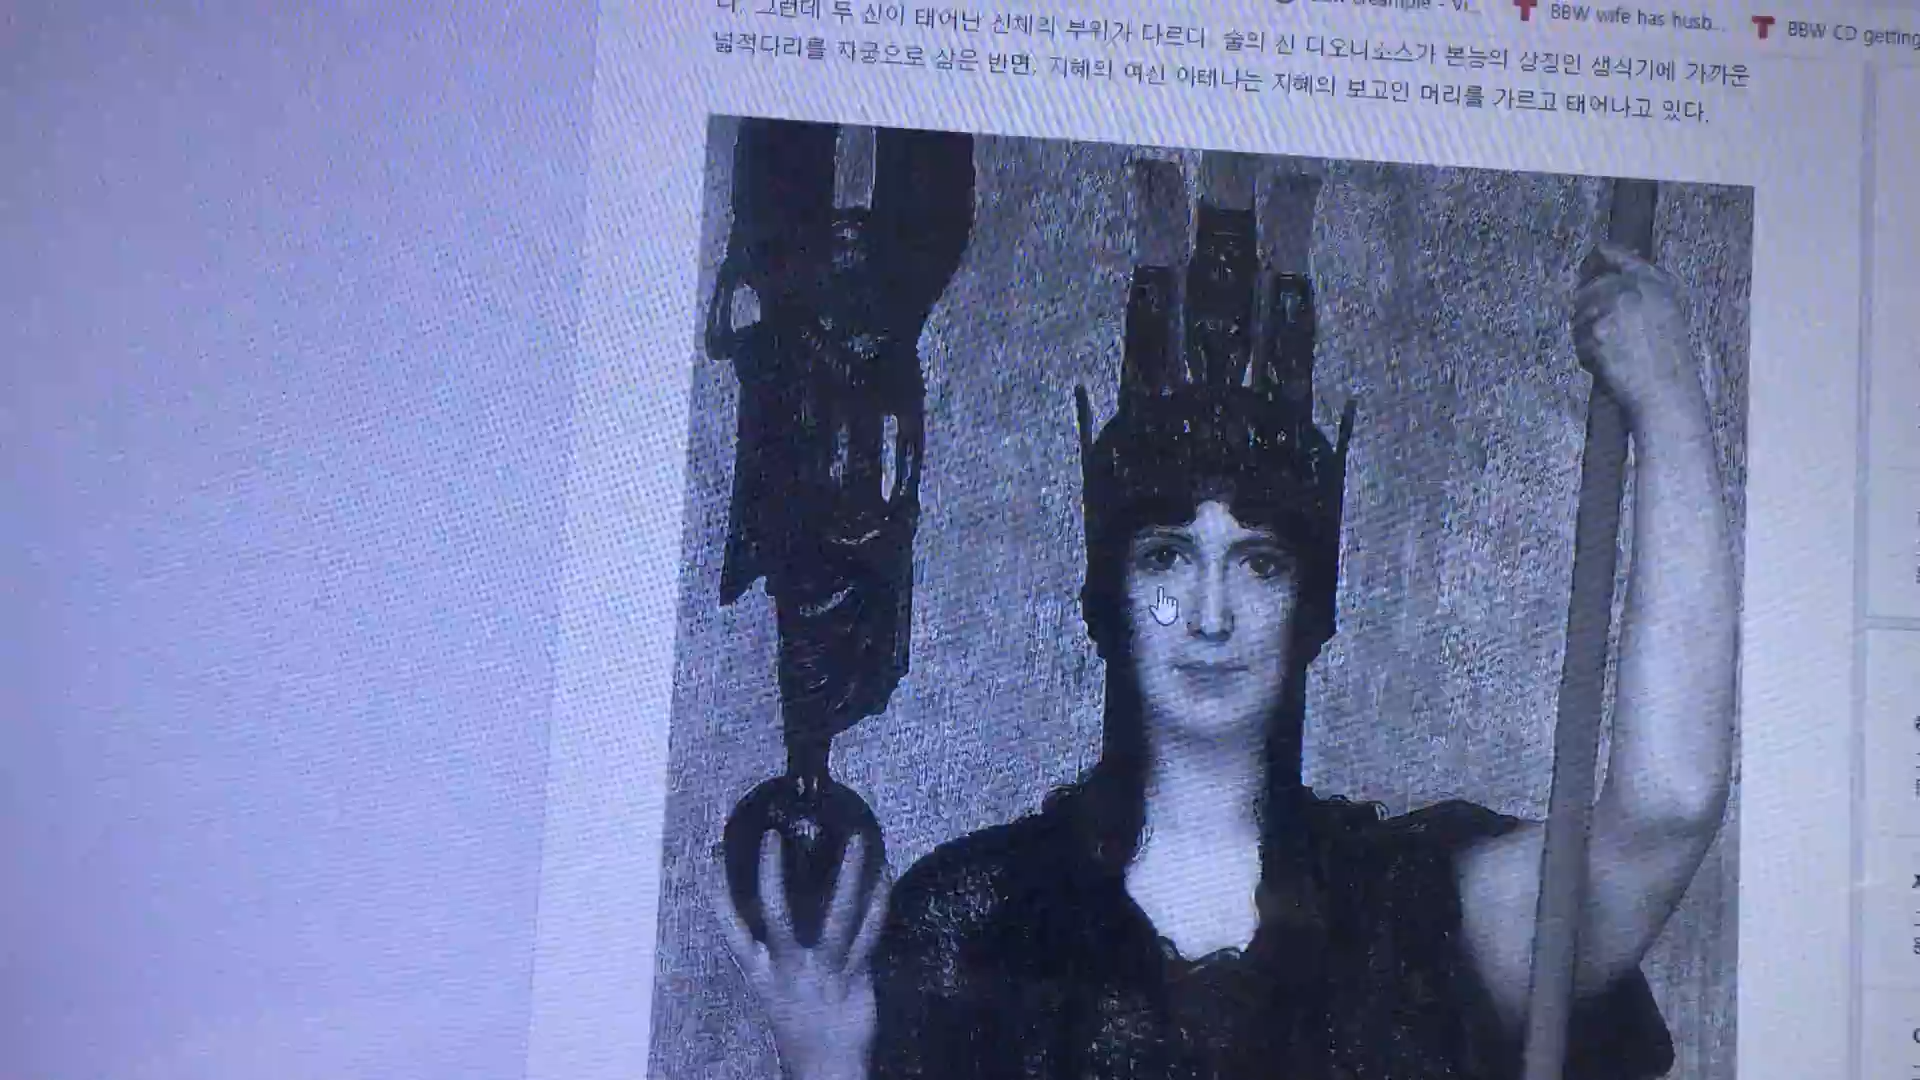 BBW wife has husb...
BBW CD getting
다. 그런데 두 신이 태어난 신체의 부위가 다르다. 술의 신 디오니소스가 본능의 상징인 생식기에 가까운
넓적다리를 자궁으로 삼은 반면, 지혜의 여신 아테나는 지혜의 보고인 머리를 가르고 태어나고 있다.